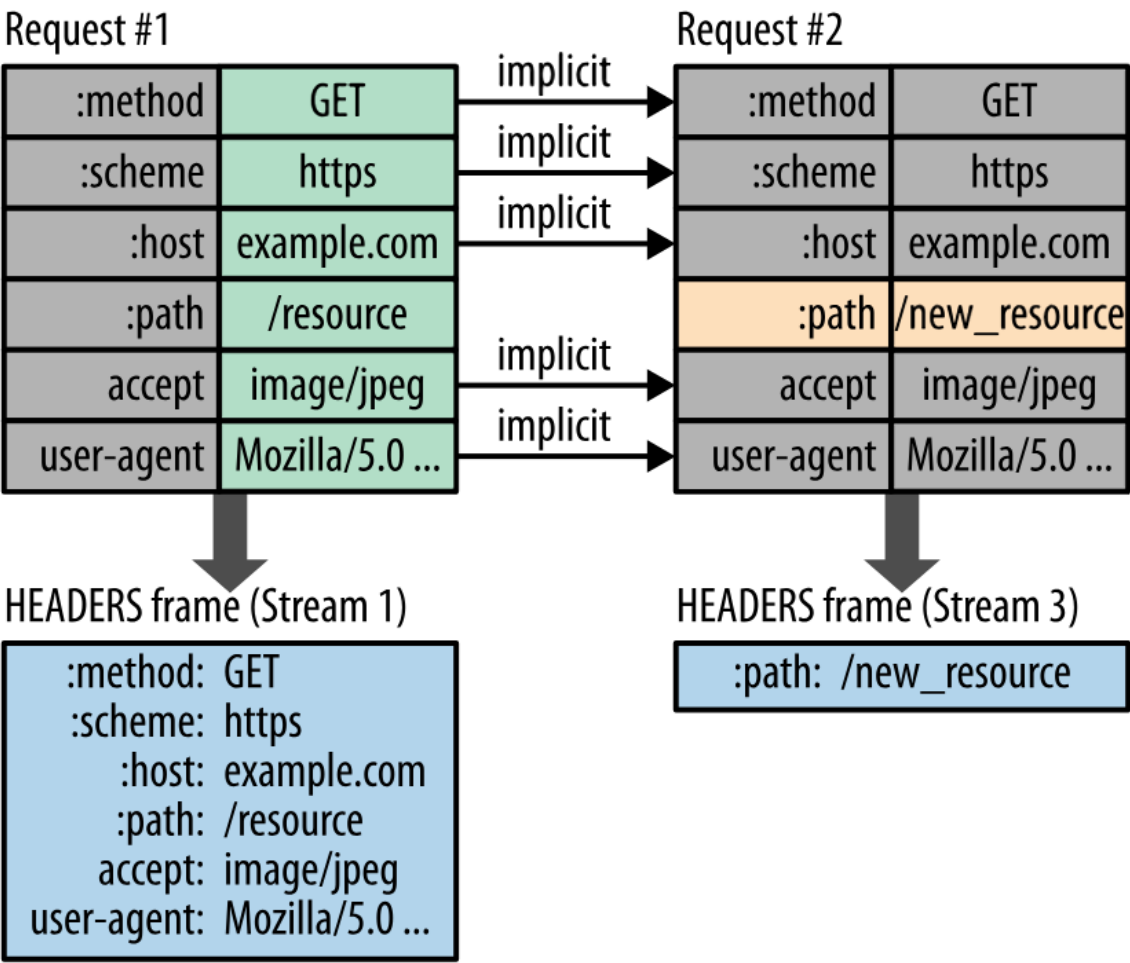 Request #1
:method GET
:scheme https
:host example.com
:path /resource
accept image/jpeg
user-agent Mozilla/5.0 ...
implicit
implicit
implicit
implicit
implicit
Request #2
:method GET
:scheme https
:host example.com
:path /new_resource
accept image/jpeg
user-agent Mozilla/5.0 ...
HEADERS frame (Stream 1)
:method: GET
:scheme: https
:host: example.com
:path: /resource
accept: image/jpeg
user-agent: Mozilla/5.0 ...
HEADERS frame (Stream 3)
:path: /new_resource